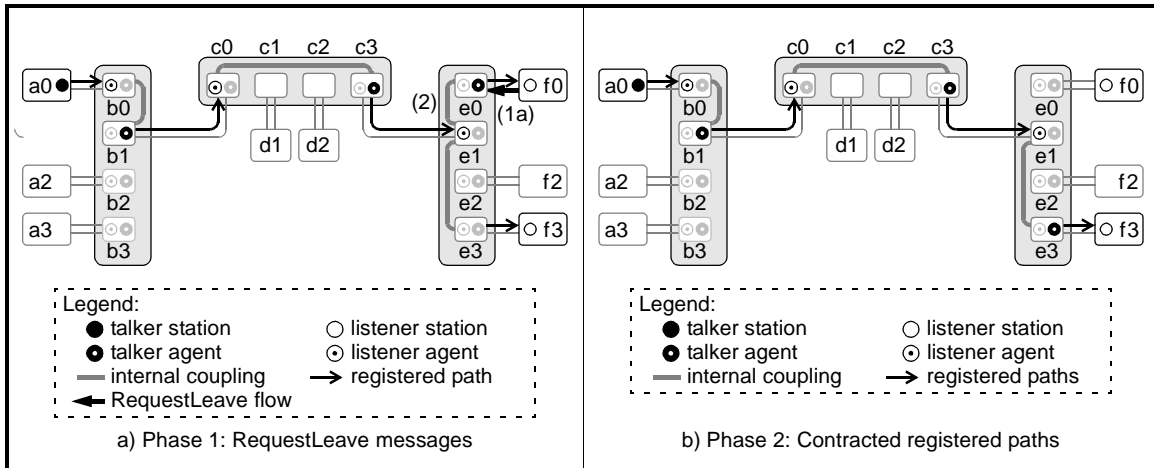 c0 c1 c2 c3
a0 b0 (2) e0 f0
(1a)
b1 d1 d2 e1
a2 b2 e2 f2
a3 b3 e3 f3
Legend:
talker station listener station
talker agent listener agent
internal coupling registered path
RequestLeave flow
a) Phase 1: RequestLeave messages
c0 c1 c2 c3
a0 b0 e0 f0
b1 d1 d2 e1
a2 b2 e2 f2
a3 b3 e3 f3
Legend:
talker station listener station
talker agent listener agent
internal coupling registered paths
b) Phase 2: Contracted registered paths